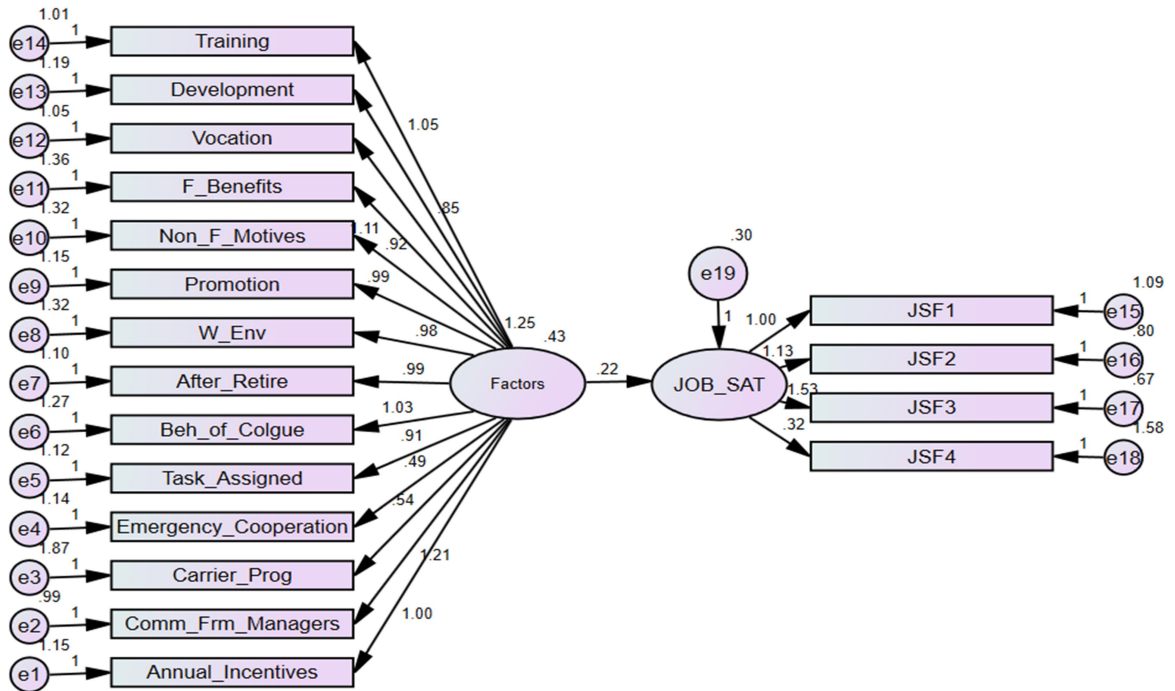 1.01
e14 1 Training
1.19
e13 1 Development
1.05
e12 1 Vocation
1.36
e11 1 F_Benefits
1.32
e10 1 Non_F_Motives
1.15
e9 1 Promotion
1.32
e8 1 W_Env
1.10
e7 1 After_Retire
1.27
e6 1 Beh_of_Colgue
1.12
e5 1 Task_Assigned
1.14
e4 1 Emergency_Cooperation
1.87
e3 1 Carrier_Prog
.99
e2 1 Comm_Frm_Managers
1.15
e1 1 Annual_Incentives
1.05
.85
1.11
.92
.99
.98
.99
1.03
.91
.49
.54
1.21
1.00
1.25
.43
Factors
.22
.30
e19
1
JOB_SAT
1.00
1.13
1.53
.32
1.09
JSF1 1 e15
.80
JSF2 1 e16
.67
JSF3 1 e17
1.58
JSF4 1 e18